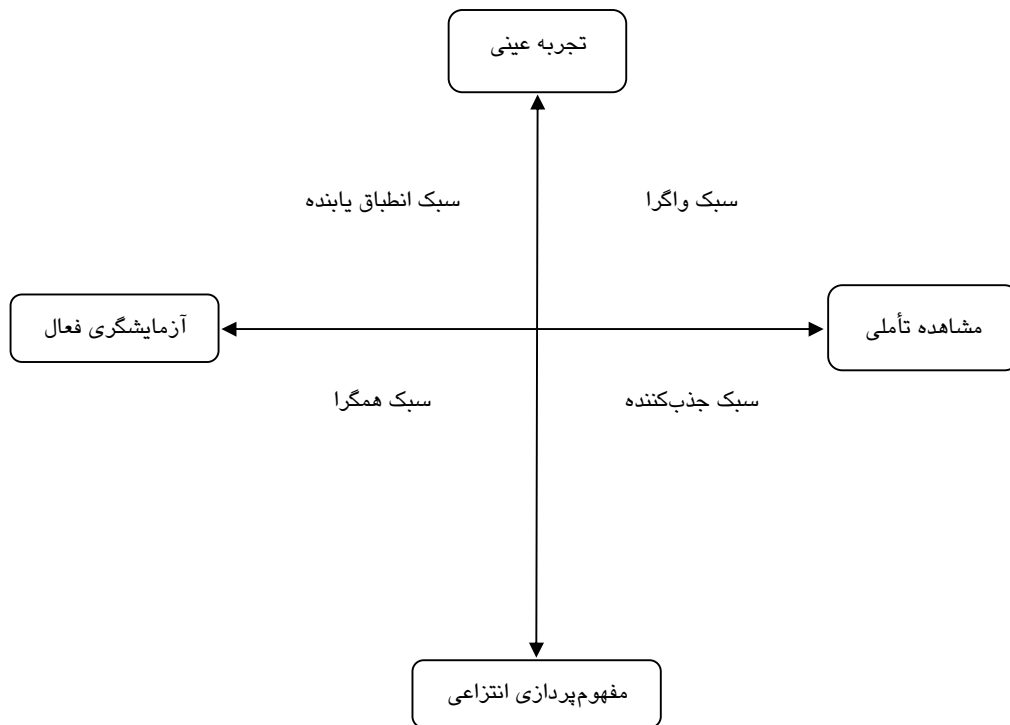 تجربه عینی
سبک واگرا
سبک انطباق یابنده
مشاهده تأملی
آزمایشگری فعال
سبک جذب‌کننده
سبک همگرا
مفهوم‌پردازی انتزاعی